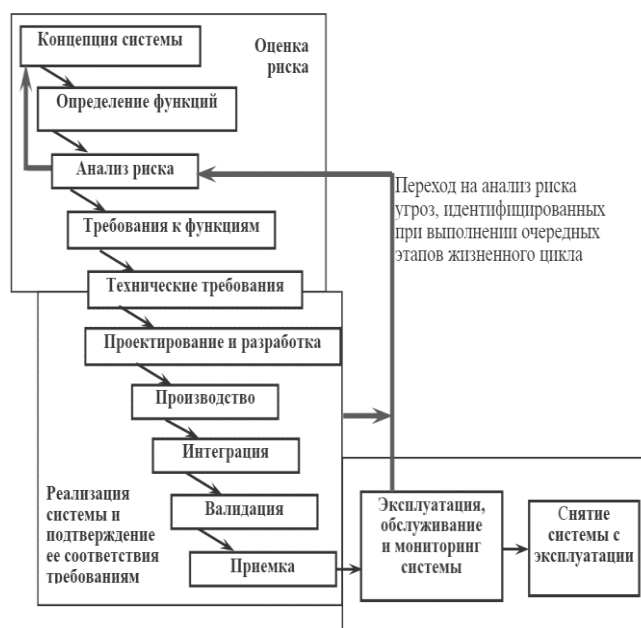 Концепция системы
Оценка
риска
Определение функций
Анализ риска
Переход на анализ риска
угроз, идентифицированных
при выполнении очередных
этапов жизненного цикла
Требования к функциям
Технические требования
Проектирование и разработка
Производство
Интеграция
Валидация
Реализация
системы и
подтверждение
ее соответствия
требованиям
Приемка
Эксплуатация,
обслуживание
и мониторинг
системы
Снятие
системы с
эксплуатации